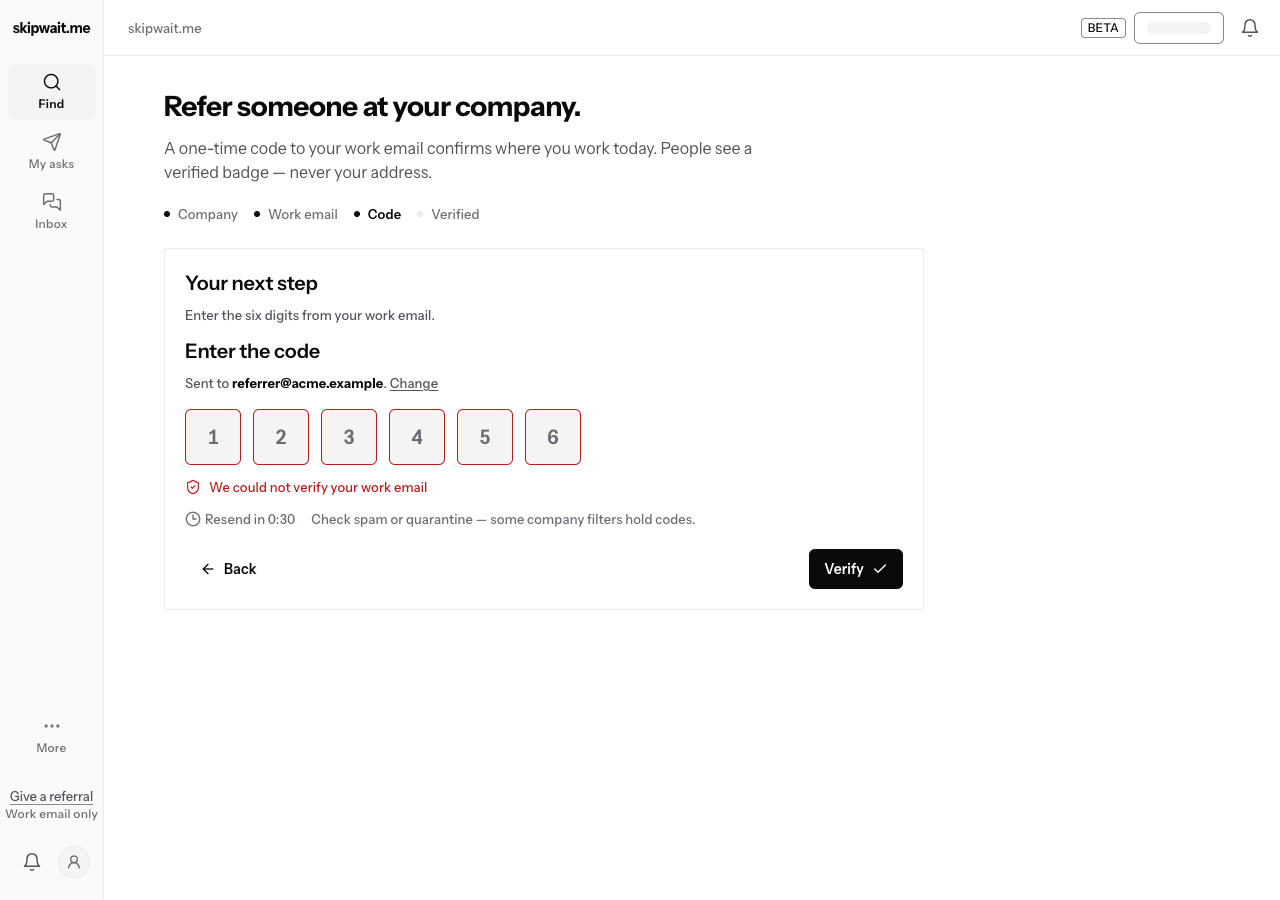 skipwait.me
skipwait.me
BETA
Find
My asks
Inbox
Refer someone at your company.
A one-time code to your work email confirms where you work today. People see a
verified badge — never your address.
Company Work email Code Verified
Your next step
Enter the six digits from your work email.
Enter the code
Sent to referrer@acme.example. Change
1 2 3 4 5 6
We could not verify your work email
Resend in 0:30 Check spam or quarantine — some company filters hold codes.
Back Verify
More
Give a referral
Work email only